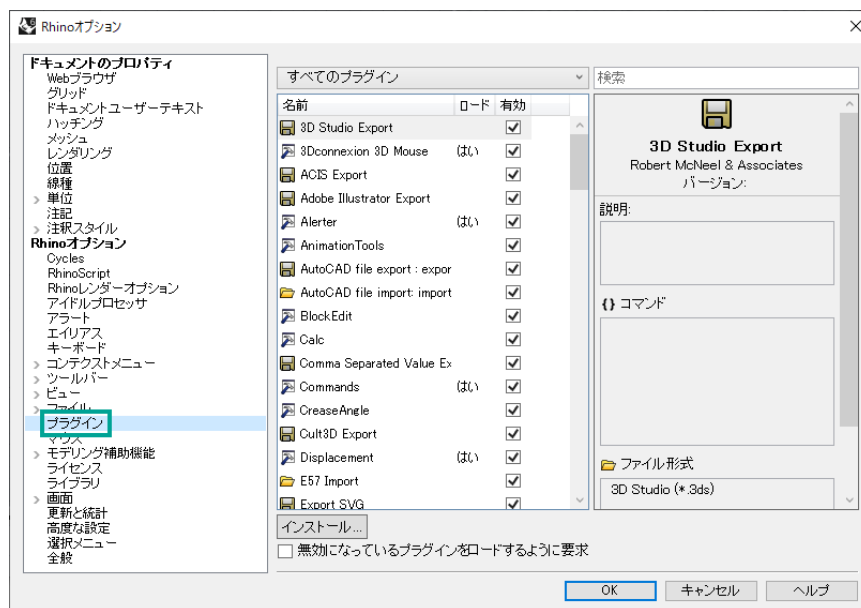 Rhinoオプション
ドキュメントのプロパティ
Webブラウザ
グリッド
ドキュメントユーザーテキスト
ハッチング
メッシュ
レンダリング
位置
線種
単位
注記
注釈スタイル
Rhinoオプション
Cycles
RhinoScript
Rhinoレンダーオプション
アイドルプロセッサ
アラート
エイリアス
キーボード
コンテクストメニュー
ツールバー
ビュー
ファイル
プラグイン
マウス
モデリング補助機能
ライセンス
ライブラリ
画面
更新と統計
高度な設定
選択メニュー
全般
すべてのプラグイン
検索
名前 ロード 有効
3D Studio Export
3Dconnexion 3D Mouse はい
ACIS Export
Adobe Illustrator Export
Alerter はい
AnimationTools
AutoCAD file export : expor
AutoCAD file import: import
BlockEdit
Calc
Comma Separated Value Ex
Commands はい
CreaseAngle
Cult3D Export
Displacement はい
E57 Import
Export SVG
インストール...
無効になっているプラグインをロードするように要求
3D Studio Export
Robert McNeel & Associates
バージョン:
説明:
{} コマンド
ファイル形式
3D Studio (*.3ds)
OK キャンセル ヘルプ